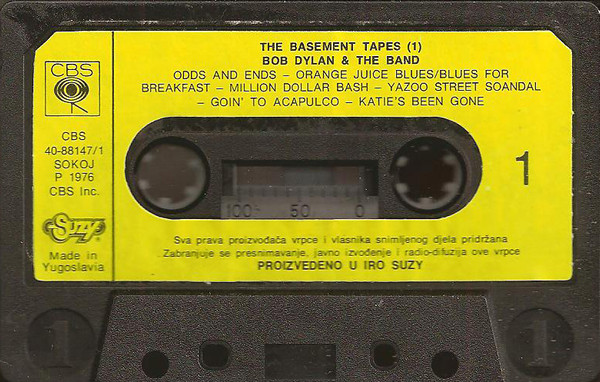 THE BASEMENT TAPES (1)
BOB DYLAN & THE BAND
ODDS AND ENDS – ORANGE JUICE BLUES/BLUES FOR
BREAKFAST – MILLION DOLLAR BASH – YAZOO STREET SOANDAL
– GOIN' TO ACAPULCO – KATIE'S BEEN GONE
CBS
CBS
40-88147/1
SOKOJ
P 1976
CBS Inc.
Suzy
Made in
Yugoslavia
1
100 50 0
Sva prava proizvođača vrpce i vlasnika snimljenog djela pridržana
Zabranjuje se presnimavanje, javno izvođenje i radio-difuzija ove vrpce
PROIZVEDENO U IRO SUZY
1
1